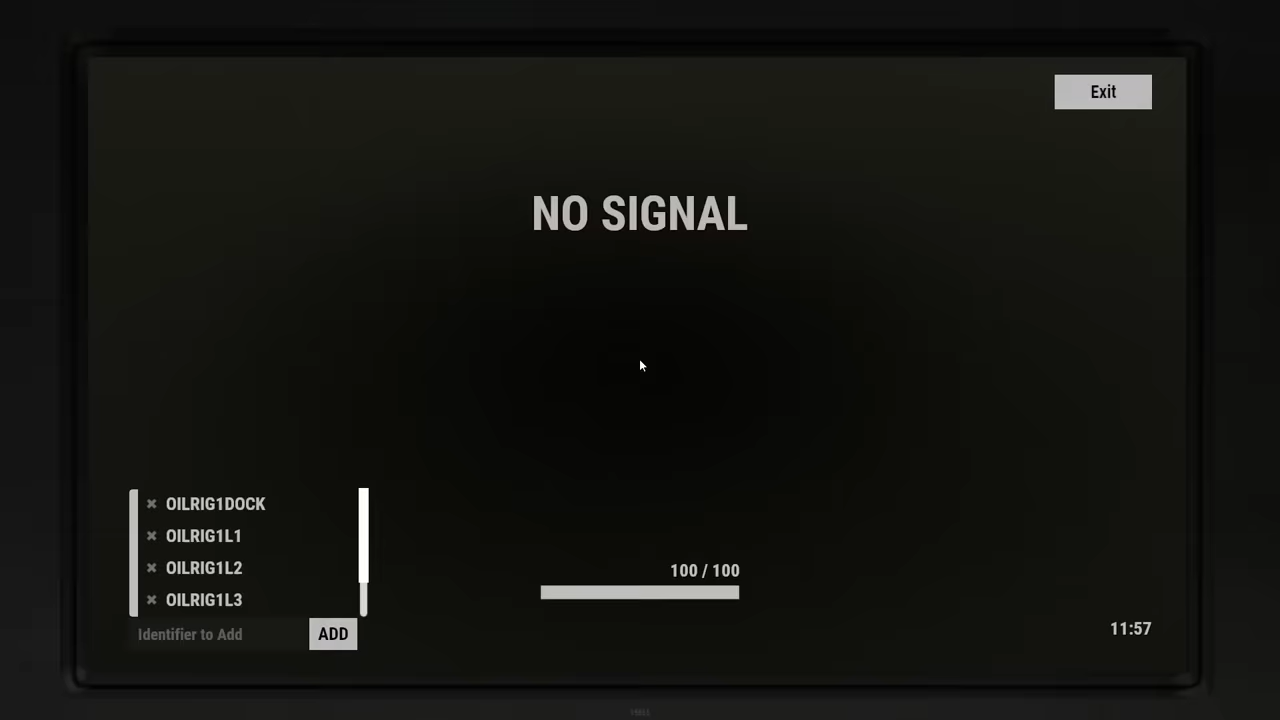 Exit
NO SIGNAL
✖ OILRIG1DOCK
✖ OILRIG1L1
✖ OILRIG1L2
✖ OILRIG1L3
100 / 100
Identifier to Add
ADD
11:57